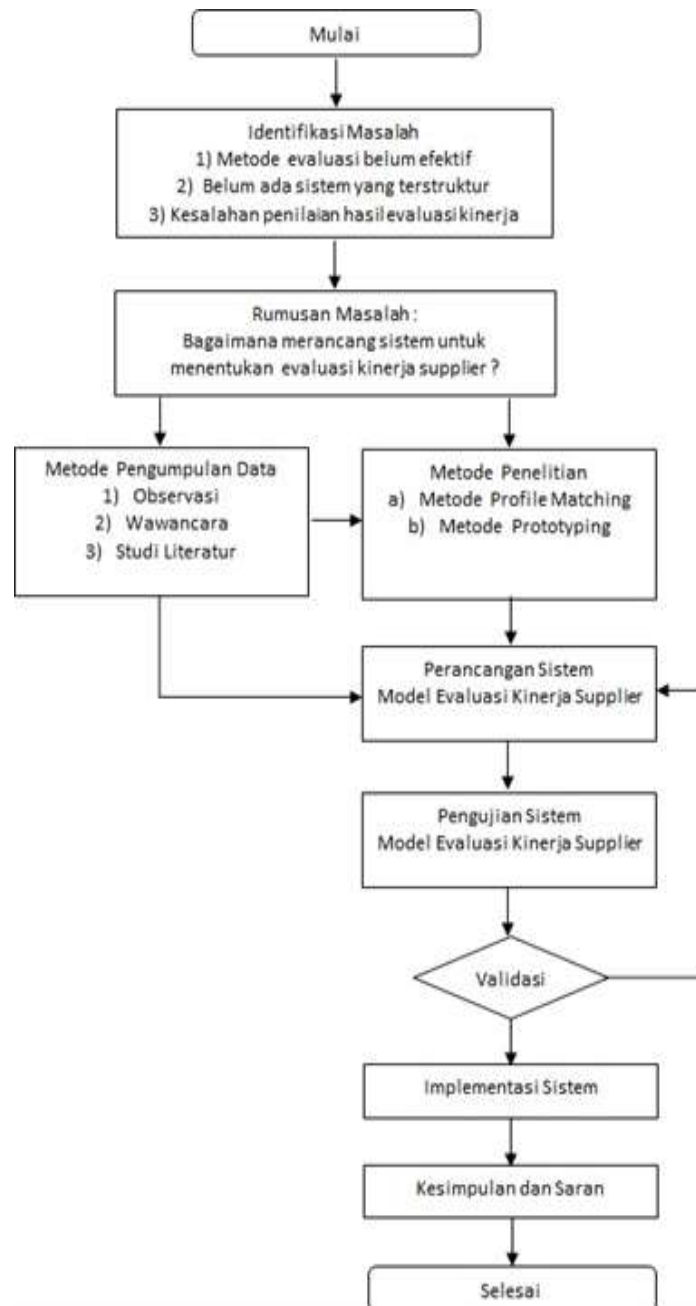 Mulai
Identifikasi Masalah
1) Metode evaluasi belum efektif
2) Belum ada sistem yang terstruktur
3) Kesalahan penilaian hasil evaluasi kinerja
Rumusan Masalah :
Bagaimana merancang sistem untuk
menentukan evaluasi kinerja supplier ?
Metode Pengumpulan Data
1) Observasi
2) Wawancara
3) Studi Literatur
Metode Penelitian
a) Metode Profile Matching
b) Metode Prototyping
Perancangan Sistem
Model Evaluasi Kinerja Supplier
Pengujian Sistem
Model Evaluasi Kinerja Supplier
Validasi
Implementasi Sistem
Kesimpulan dan Saran
Selesai